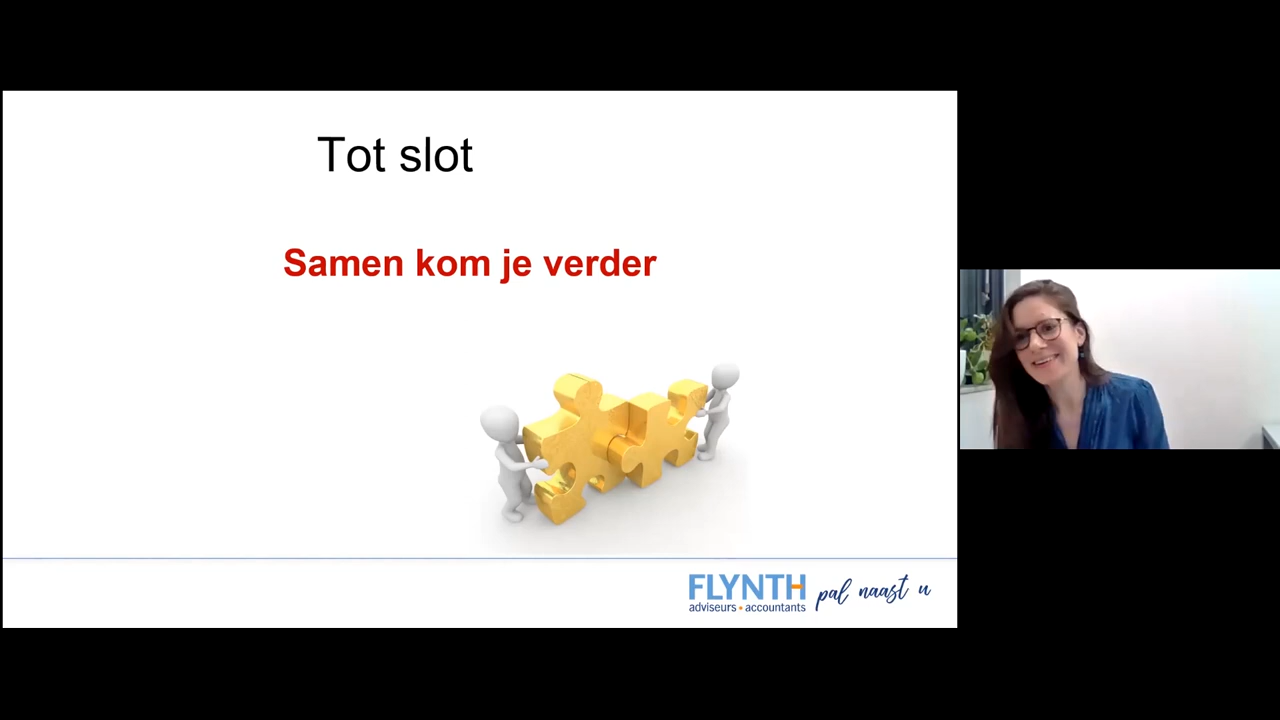 Tot slot
Samen kom je verder
FLYNTH
adviseurs • accountants
pal naast u